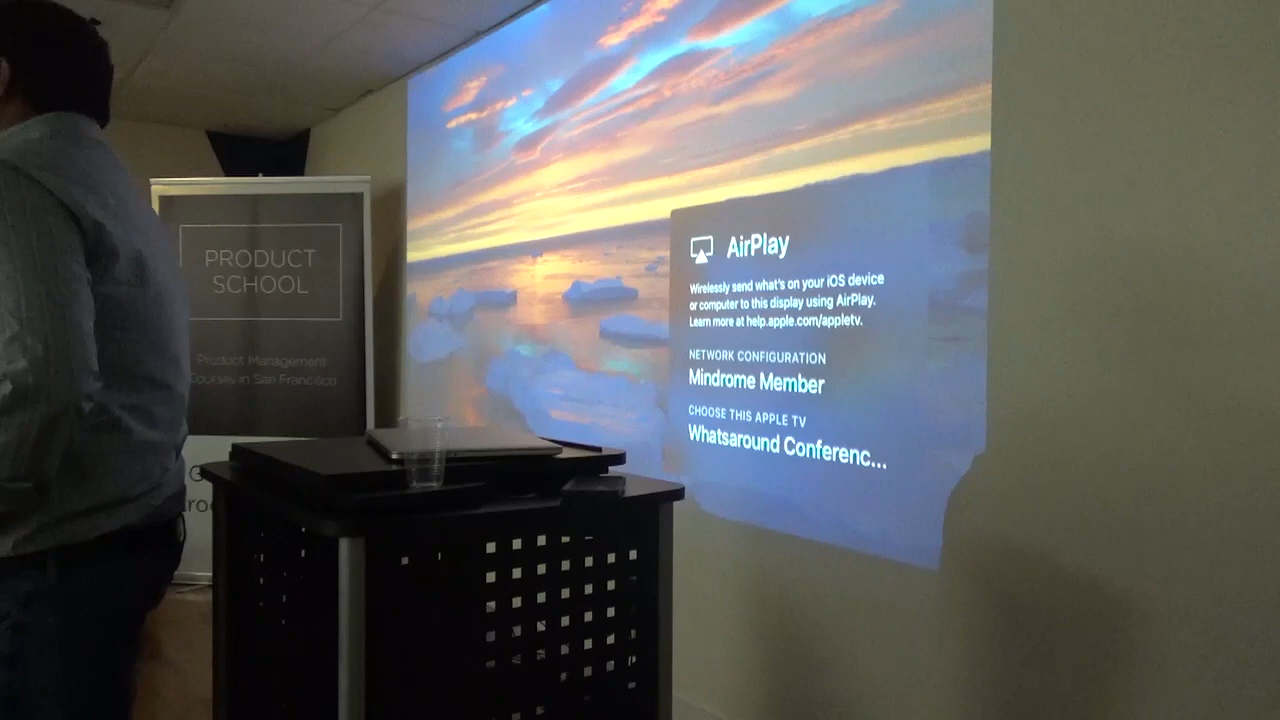 PRODUCT
SCHOOL
Product Management
Courses in San Francisco
AirPlay
Wirelessly send what's on your iOS device
or computer to this display using AirPlay.
Learn more at help.apple.com/appletv.
NETWORK CONFIGURATION
Mindrome Member
CHOOSE THIS APPLE TV
Whatsaround Conferenc...